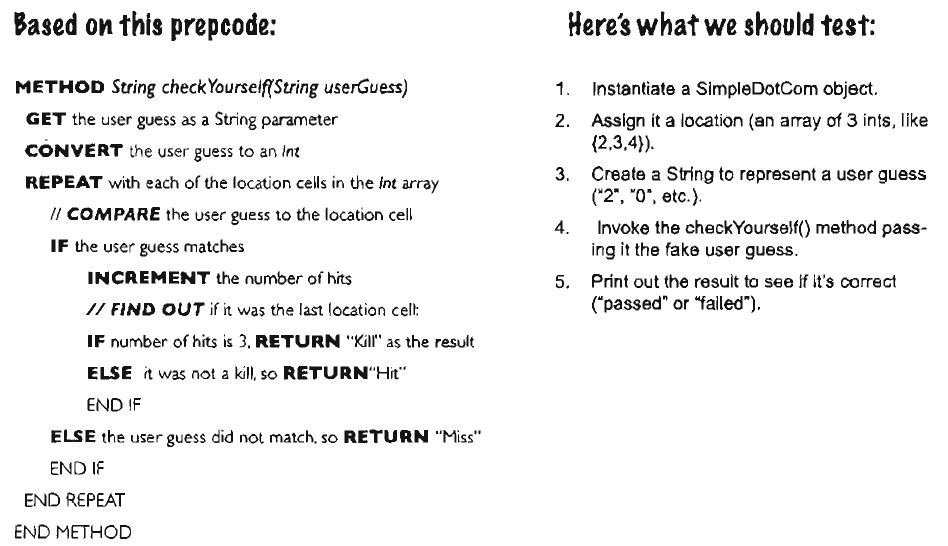 Based on this prepcode:
METHOD String checkYourself(String userGuess)
GET the user guess as a String parameter
CONVERT the user guess to an int
REPEAT with each of the location cells in the int array
// COMPARE the user guess to the location cell
IF the user guess matches
INCREMENT the number of hits
// FIND OUT if it was the last location cell:
IF number of hits is 3, RETURN "Kill" as the result
ELSE it was not a kill, so RETURN"Hit"
END IF
ELSE the user guess did not match, so RETURN "Miss"
END IF
END REPEAT
END METHOD
Here's what we should test:
1. Instantiate a SimpleDotCom object.
2. Assign it a location (an array of 3 ints, like
{2,3,4}).
3. Create a String to represent a user guess
("2", "0", etc.).
4. Invoke the checkYourself() method pass-
ing it the fake user guess.
5. Print out the result to see if it's correct
("passed" or "failed").